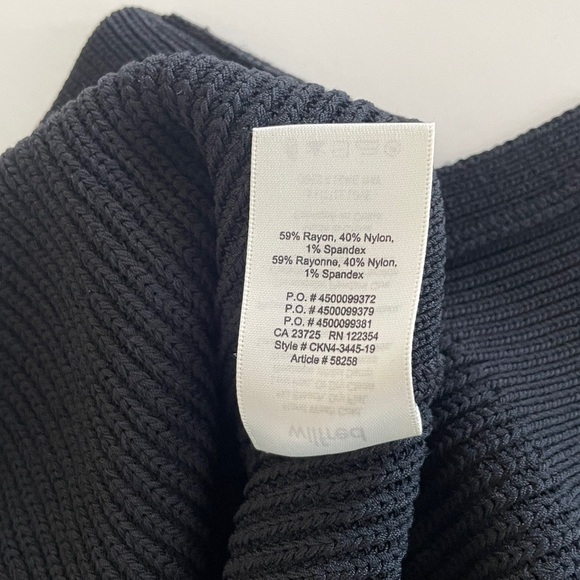 59% Rayon, 40% Nylon,
1% Spandex
59% Rayonne, 40% Nylon,
1% Spandex
P.O. # 4500099372
P.O. # 4500099379
P.O. # 4500099381
CA 23725 RN 122354
Style # CKN4-3445-19
Article # 58258
wilfred